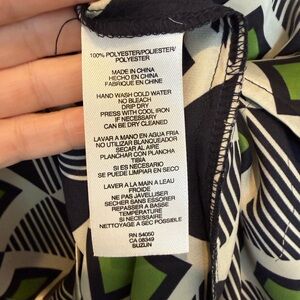 100% POLYESTER/POLIESTER/
POLYESTER
MADE IN CHINA
HECHO EN CHINA
FABRIQUE EN CHINE
HAND WASH COLD WATER
NO BLEACH
DRIP DRY
PRESS WITH COOL IRON
IF NECESSARY
CAN BE DRY CLEANED
LAVAR A MANO EN AGUA FRIA
NO UTILIZAR BLANQUEADOR
SECAR AL AIRE
PLANCHAR CON PLANCHA
TIBIA
SI ES NECESARIO
SE PUEDE LIMPIAR EN SECO
LAVER A LA MAIN A L'EAU
FROIDE
NE PAS JAVELLISER
SECHER SANS ESSORER
REPASSER A BASSE
TEMPERATURE
SI NECESSAIRE
NETTOYAGE A SEC POSSIBLE
RN 54050
CA 08349
BUZIJN